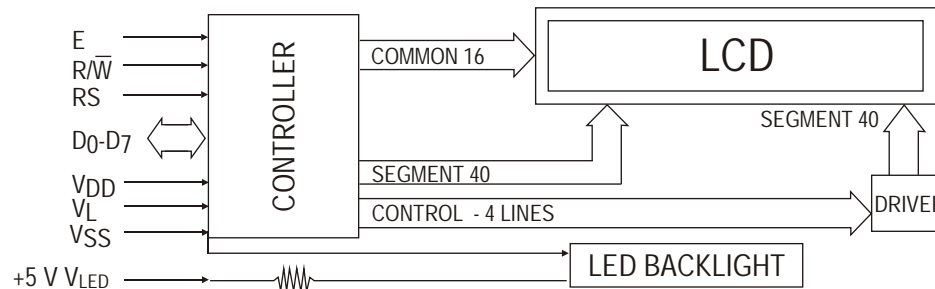 E
R/W̅
RS
D0-D7
VDD
VL
VSS
+5 V VLED
CONTROLLER
COMMON 16
LCD
SEGMENT 40
SEGMENT 40
CONTROL - 4 LINES
DRIVER
LED BACKLIGHT